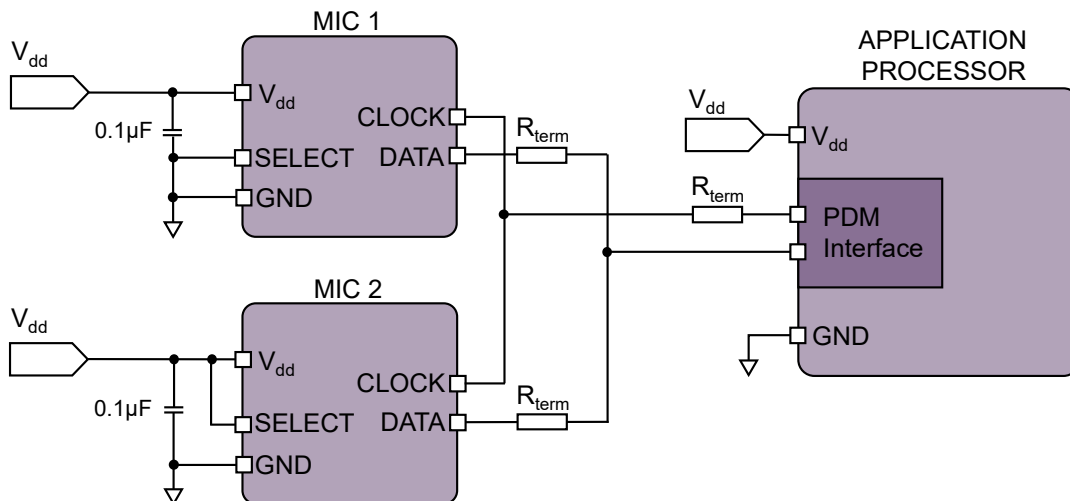 MIC 1
Vdd
Vdd
0.1µF
CLOCK
SELECT
DATA
GND
Rterm
APPLICATION
PROCESSOR
Vdd
Vdd
Rterm
PDM
Interface
GND
MIC 2
Vdd
Vdd
0.1µF
CLOCK
SELECT
DATA
GND
Rterm